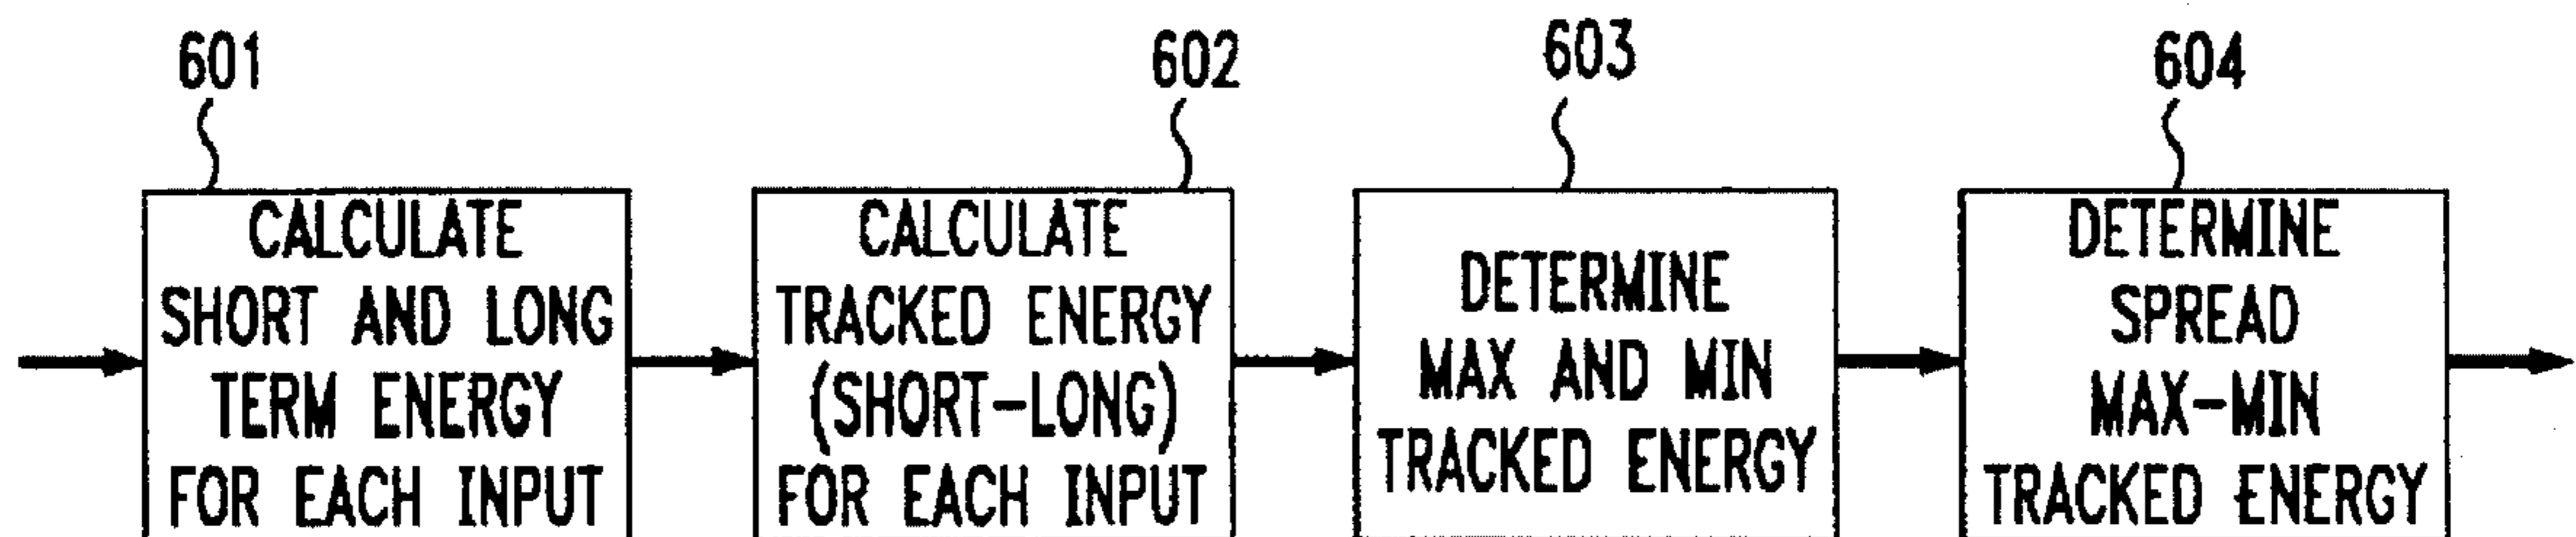 601
602
603
604
CALCULATE
SHORT AND LONG
TERM ENERGY
FOR EACH INPUT
CALCULATE
TRACKED ENERGY
(SHORT-LONG)
FOR EACH INPUT
DETERMINE
MAX AND MIN
TRACKED ENERGY
DETERMINE
SPREAD
MAX-MIN
TRACKED ENERGY